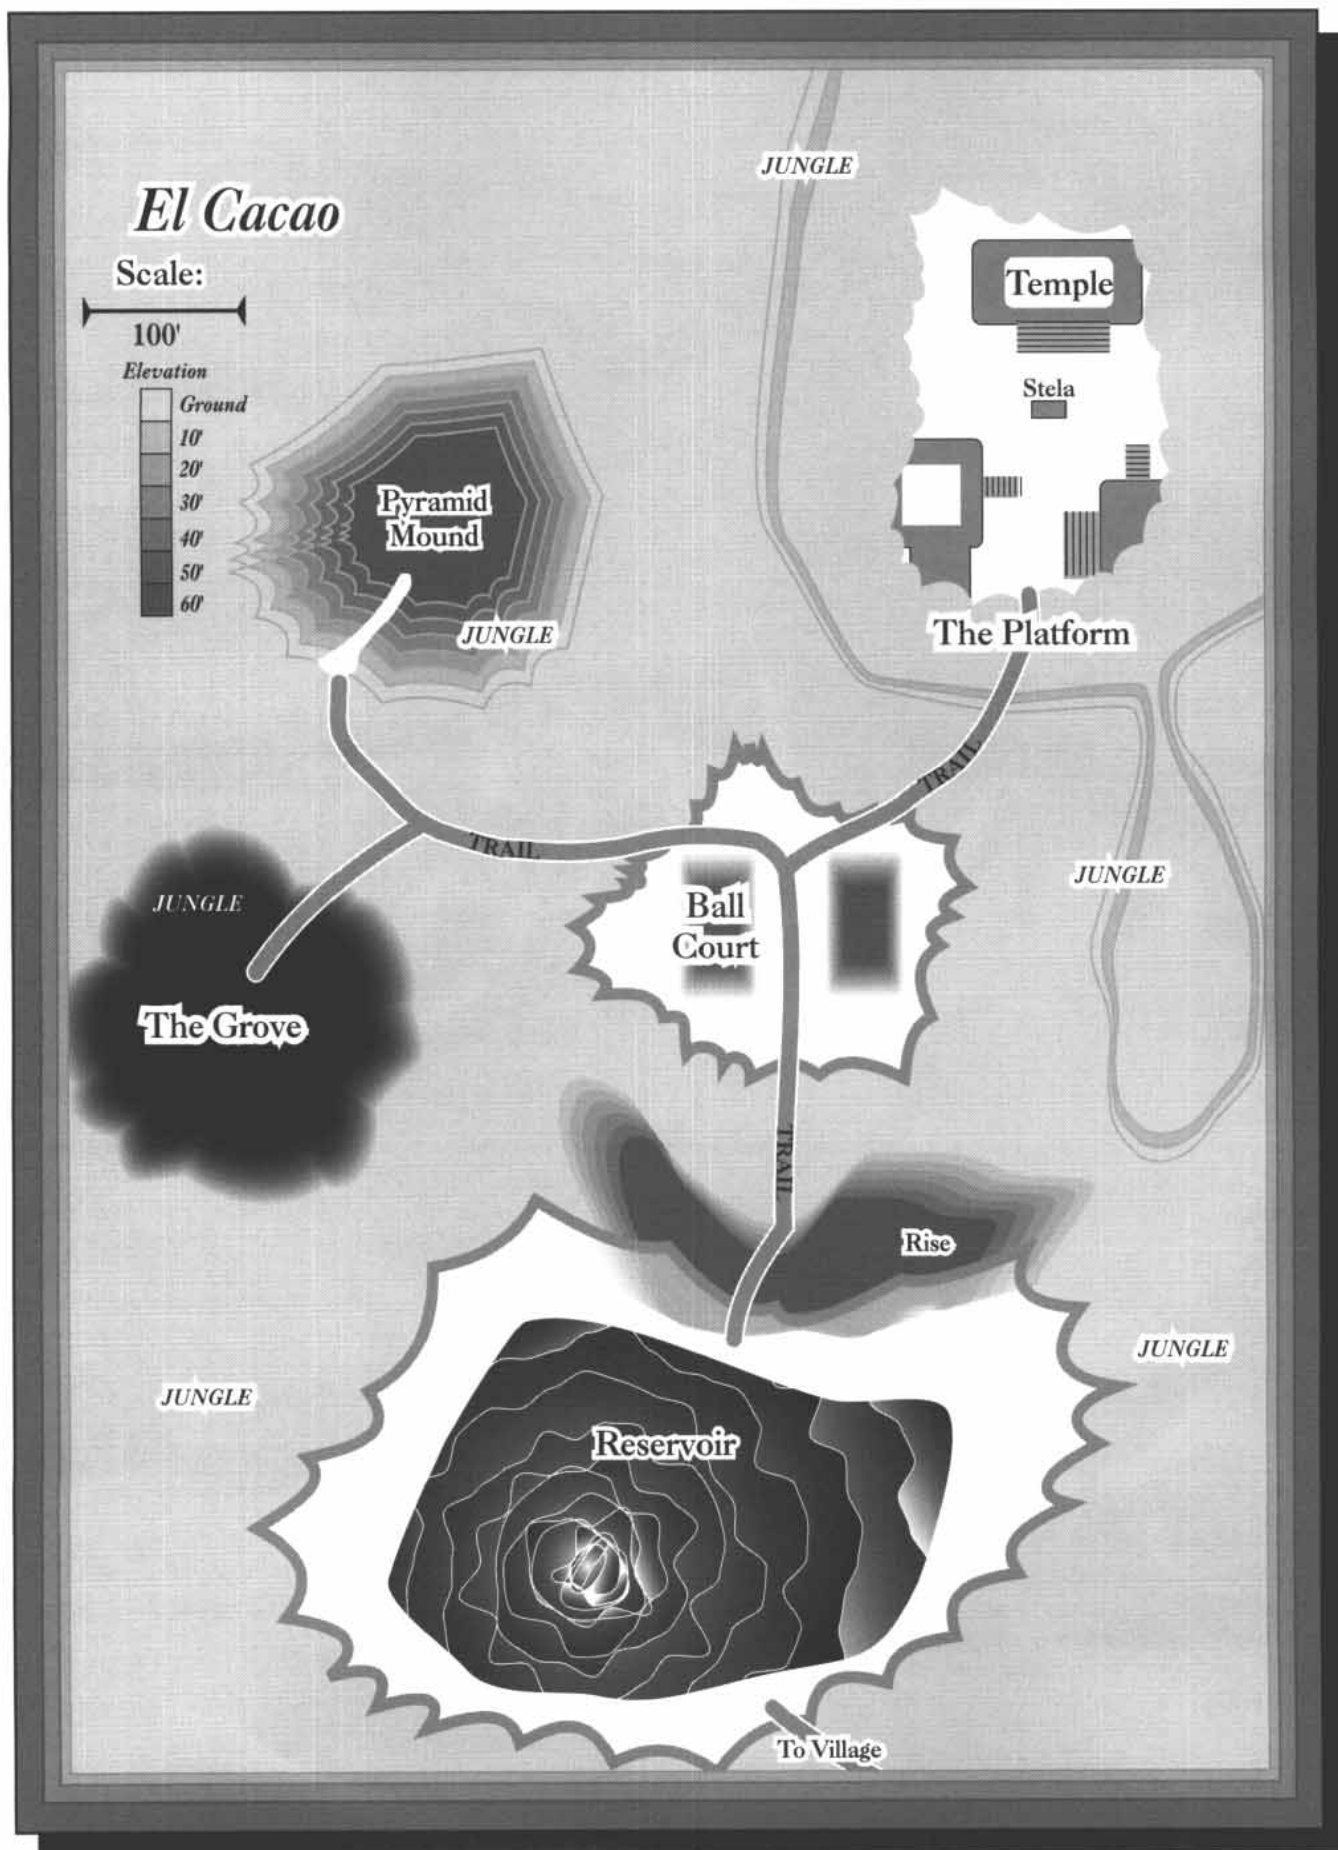 JUNGLE
El Cacao
Scale:
100'
Elevation
Ground
10'
20'
30'
40'
50'
60'
Temple
Stela
Pyramid
Mound
JUNGLE
The Platform
TRAIL
TRAIL
JUNGLE
JUNGLE
Ball
Court
The Grove
TRAIL
Rise
JUNGLE
JUNGLE
Reservoir
To Village